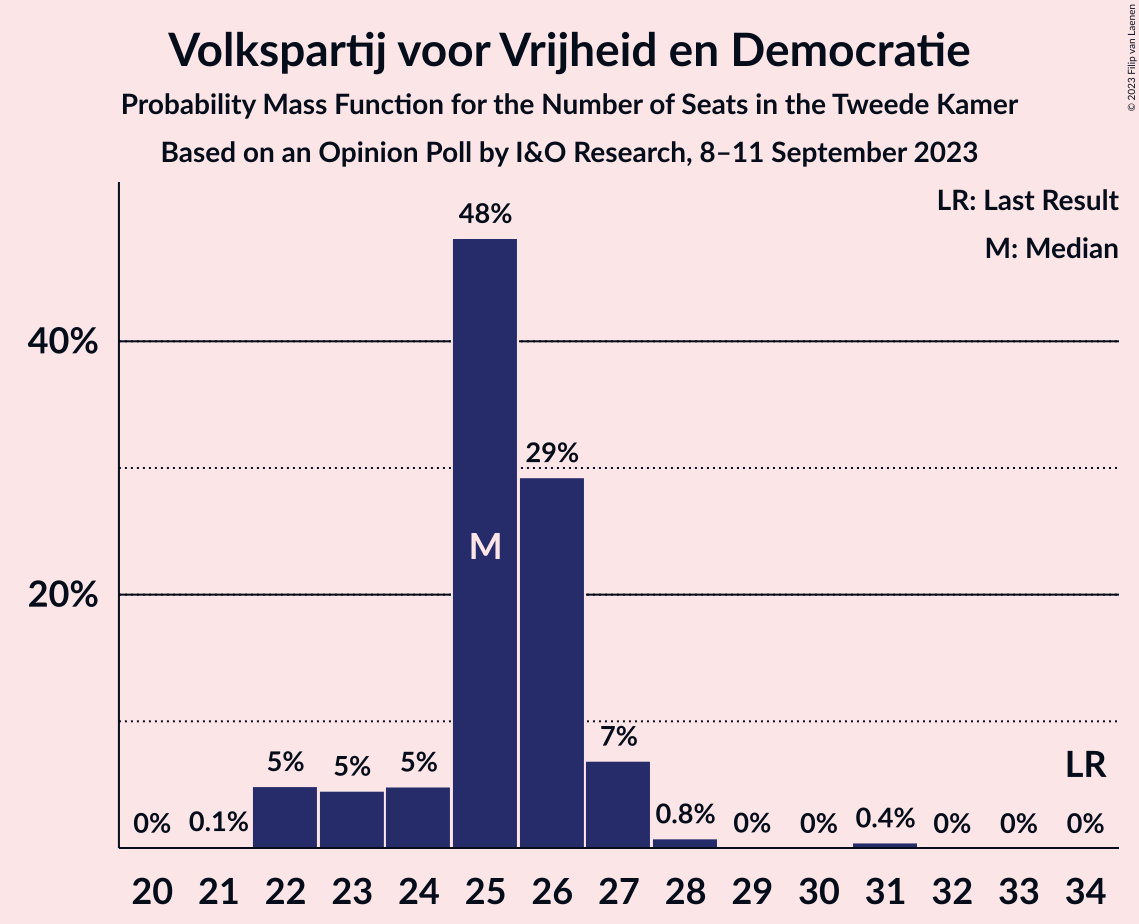 Volkspartij voor Vrijheid en Democratie
Probability Mass Function for the Number of Seats in the Tweede Kamer
Based on an Opinion Poll by I&O Research, 8–11 September 2023
© 2023 Filip van Laenen
LR: Last Result
M: Median
40%
20%
0%
0.1%
5%
5%
5%
48%
M
29%
7%
0.8%
0%
0%
0.4%
0%
0%
LR
0%
20 21 22 23 24 25 26 27 28 29 30 31 32 33 34